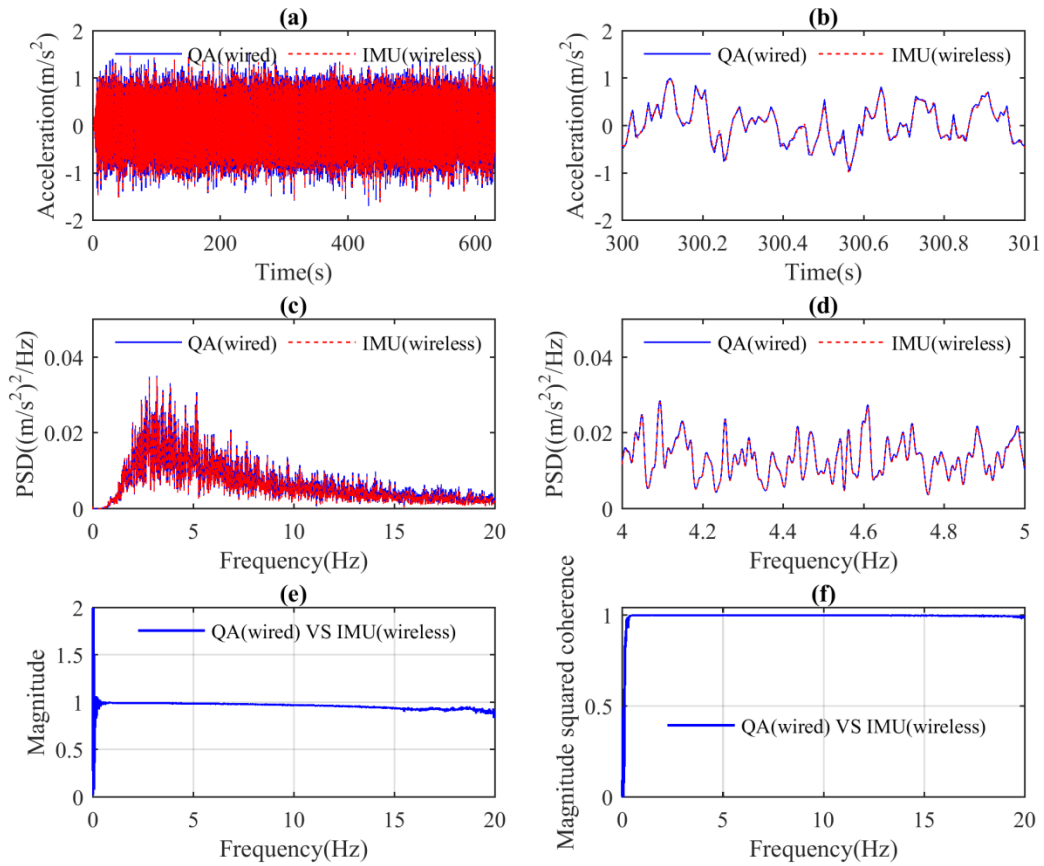 (a)
QA(wired) IMU(wireless)
Acceleration(m/s²)
2
1
0
-1
-2
0 200 400 600
Time(s)
(b)
QA(wired) IMU(wireless)
Acceleration(m/s²)
2
1
0
-1
-2
300 300.2 300.4 300.6 300.8 301
Time(s)
(c)
QA(wired) IMU(wireless)
PSD((m/s²)²/Hz)
0.04
0.02
0
0 5 10 15 20
Frequency(Hz)
(d)
QA(wired) IMU(wireless)
PSD((m/s²)²/Hz)
0.04
0.02
0
4 4.2 4.4 4.6 4.8 5
Frequency(Hz)
(e)
QA(wired) VS IMU(wireless)
Magnitude
2
1.5
1
0.5
0
0 5 10 15 20
Frequency(Hz)
(f)
QA(wired) VS IMU(wireless)
Magnitude squared coherence
1
0.5
0
0 5 10 15 20
Frequency(Hz)